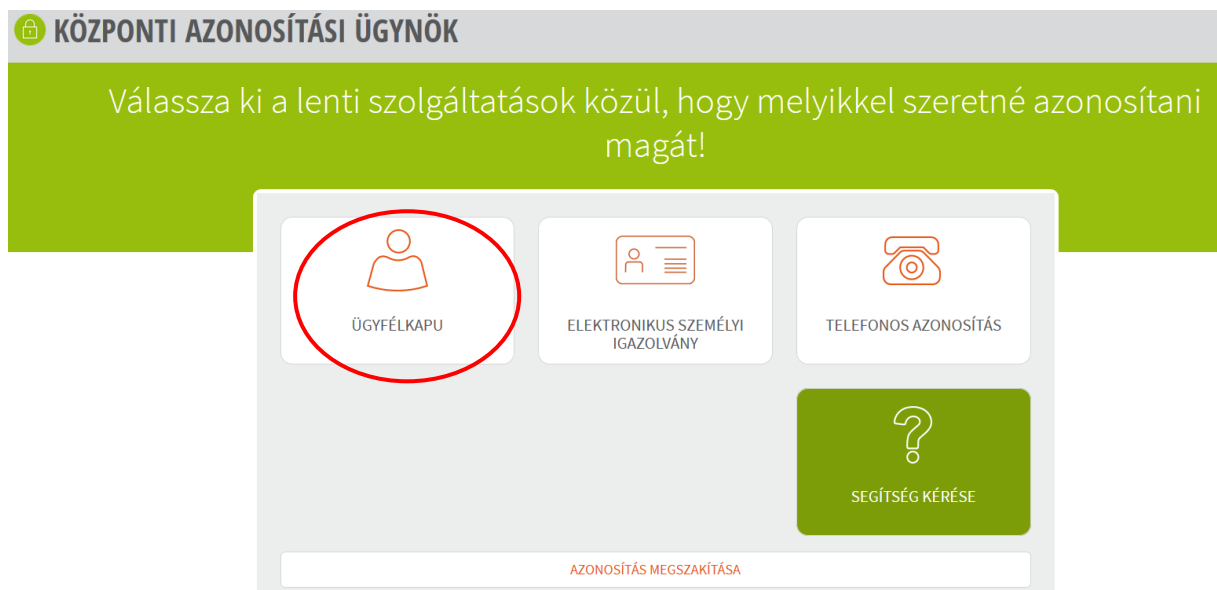 KÖZPONTI AZONOSÍTÁSI ÜGYNÖK
Válassza ki a lenti szolgáltatások közül, hogy melyikkel szeretné azonosítani
magát!
ÜGYFÉLKAPU
ELEKTRONIKUS SZEMÉLYI
IGAZOLVÁNY
TELEFONOS AZONOSÍTÁS
SEGÍTSÉG KÉRÉSE
AZONOSÍTÁS MEGSZAKÍTÁSA